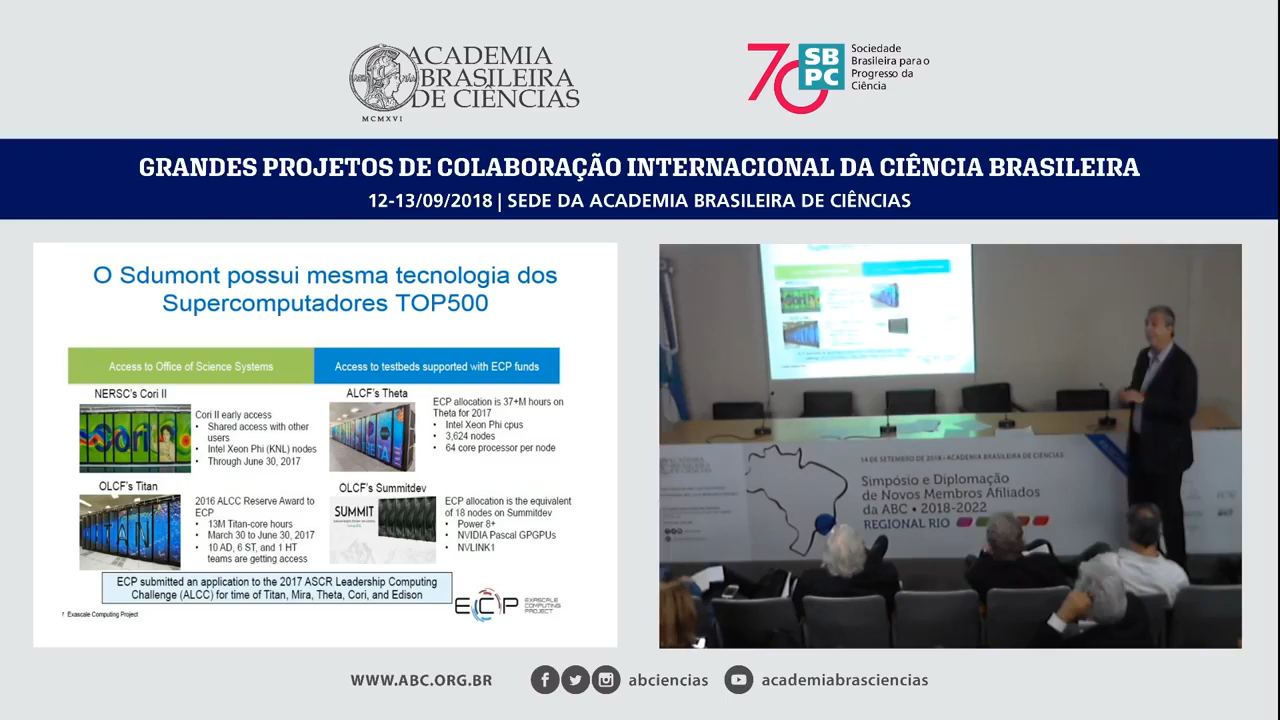 ACADEMIA
BRASILEIRA
DE CIÊNCIAS
MCMXVI
70
SB
PC
Sociedade
Brasileira para o
Progresso da
Ciência
GRANDES PROJETOS DE COLABORAÇÃO INTERNACIONAL DA CIÊNCIA BRASILEIRA
12-13/09/2018 | SEDE DA ACADEMIA BRASILEIRA DE CIÊNCIAS
O Sdumont possui mesma tecnologia dos
Supercomputadores TOP500
Access to Office of Science Systems
Access to testbeds supported with ECP funds
NERSC's Cori II
Cori
Cori II early access
• Shared access with other
users
• Intel Xeon Phi (KNL) nodes
• Through June 30, 2017
ALCF's Theta
THETA
ECP allocation is 37+M hours on
Theta for 2017
• Intel Xeon Phi cpus
• 3,624 nodes
• 64 core processor per node
OLCF's Titan
TITAN
2016 ALCC Reserve Award to
ECP
• 13M Titan-core hours
• March 30 to June 30, 2017
• 10 AD, 6 ST, and 1 HT
teams are getting access
OLCF's Summitdev
SUMMIT
ECP allocation is the equivalent
of 18 nodes on Summitdev
• Power 8+
• NVIDIA Pascal GPGPUs
• NVLINK1
ECP submitted an application to the 2017 ASCR Leadership Computing
Challenge (ALCC) for time of Titan, Mira, Theta, Cori, and Edison
Exascale Computing Project
ECP
EXASCALE
COMPUTING
PROJECT
14 DE SETEMBRO DE 2018 • ACADEMIA BRASILEIRA DE CIÊNCIAS
Simpósio e Diplomação
de Novos Membros Afiliados
da ABC • 2018-2022
REGIONAL RIO
WWW.ABC.ORG.BR
abciencias
academiabrasciencias